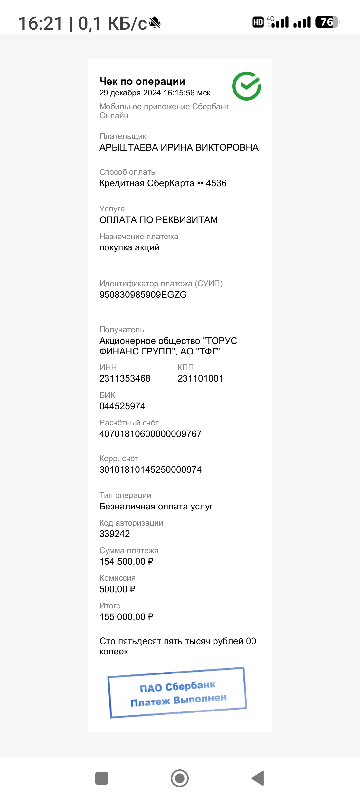 16:21 | 0,1 КБ/с
HD 4G 76
Чек по операции
29 декабря 2024 16:15:56 мск
Мобильное приложение Сбербанк
Онлайн
Плательщик
АРЫШТАЕВА ИРИНА ВИКТОРОВНА
Способ оплаты
Кредитная СберКарта •• 4536
Услуга
ОПЛАТА ПО РЕКВИЗИТАМ
Назначение платежа
покупка акций
Идентификатор платежа (СУИП)
950830985909EGZG
Получатель
Акционерное общество "ТОРУС
ФИНАНС ГРУПП", АО "ТФГ"
ИНН КПП
2311353468 231101001
БИК
044525974
Расчётный счёт
40701810600000009767
Корр. счёт
30101810145250000974
Тип операции
Безналичная оплата услуг
Код авторизации
339242
Сумма платежа
154 500,00 ₽
Комиссия
500,00 ₽
Итого
155 000,00 ₽
Сто пятьдесят пять тысяч рублей 00
копеек
ПАО Сбербанк
Платеж Выполнен